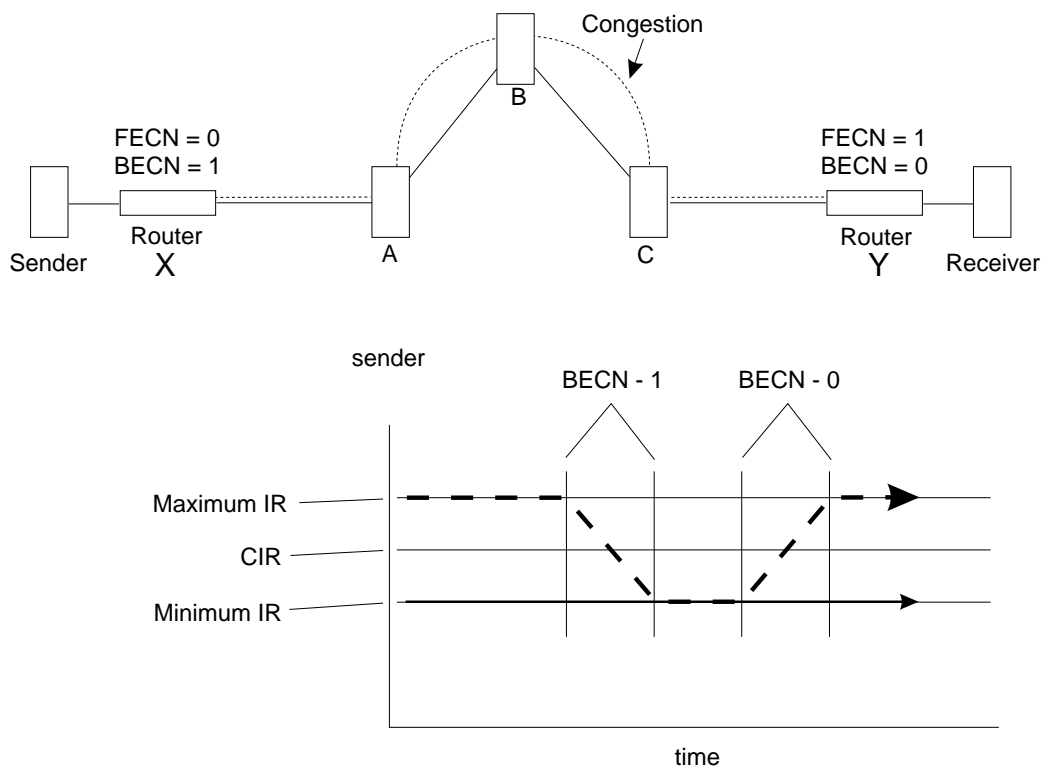 Congestion
B
FECN = 0
BECN = 1
FECN = 1
BECN = 0
Sender
Router
X
A
C
Router
Y
Receiver
sender
BECN - 1
BECN - 0
Maximum IR
CIR
Minimum IR
time